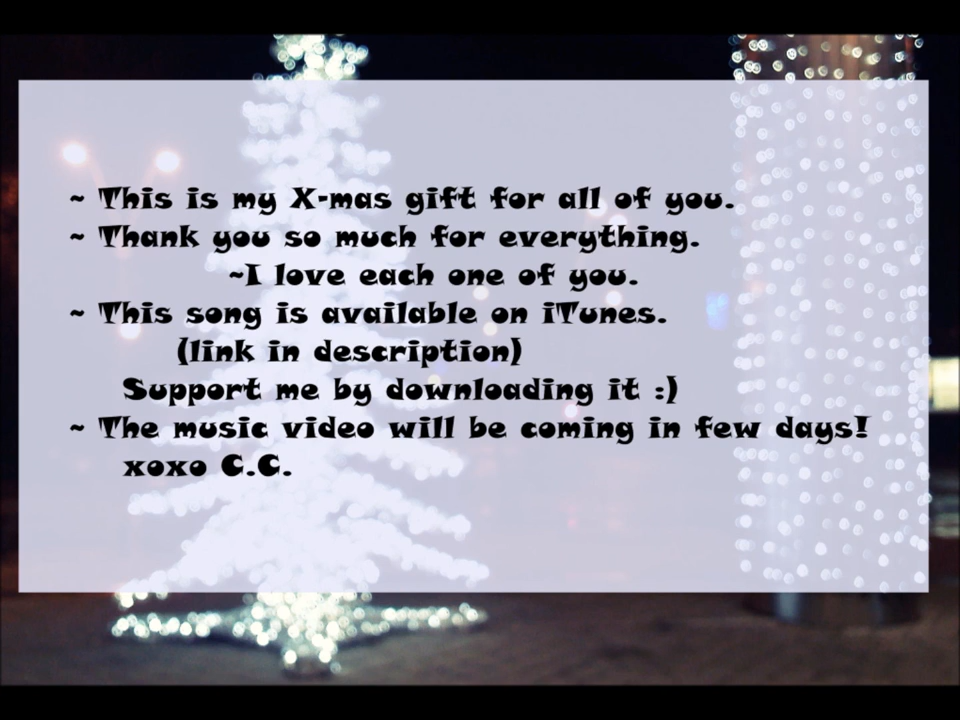 ~ This is my X-mas gift for all of you.
~ Thank you so much for everything.
~I love each one of you.
~ This song is available on iTunes.
(link in description)
Support me by downloading it :)
~ The music video will be coming in few days!
xoxo C.C.